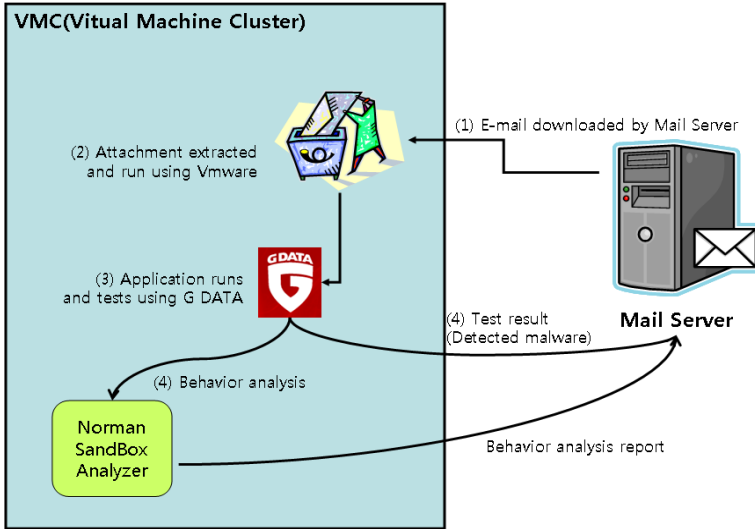 VMC(Vitual Machine Cluster)
(1) E-mail downloaded by Mail Server
(2) Attachment extracted
and run using Vmware
(3) Application runs
and tests using G DATA
GDATA
G
Mail Server
(4) Test result
(Detected malware)
(4) Behavior analysis
Norman
SandBox
Analyzer
Behavior analysis report